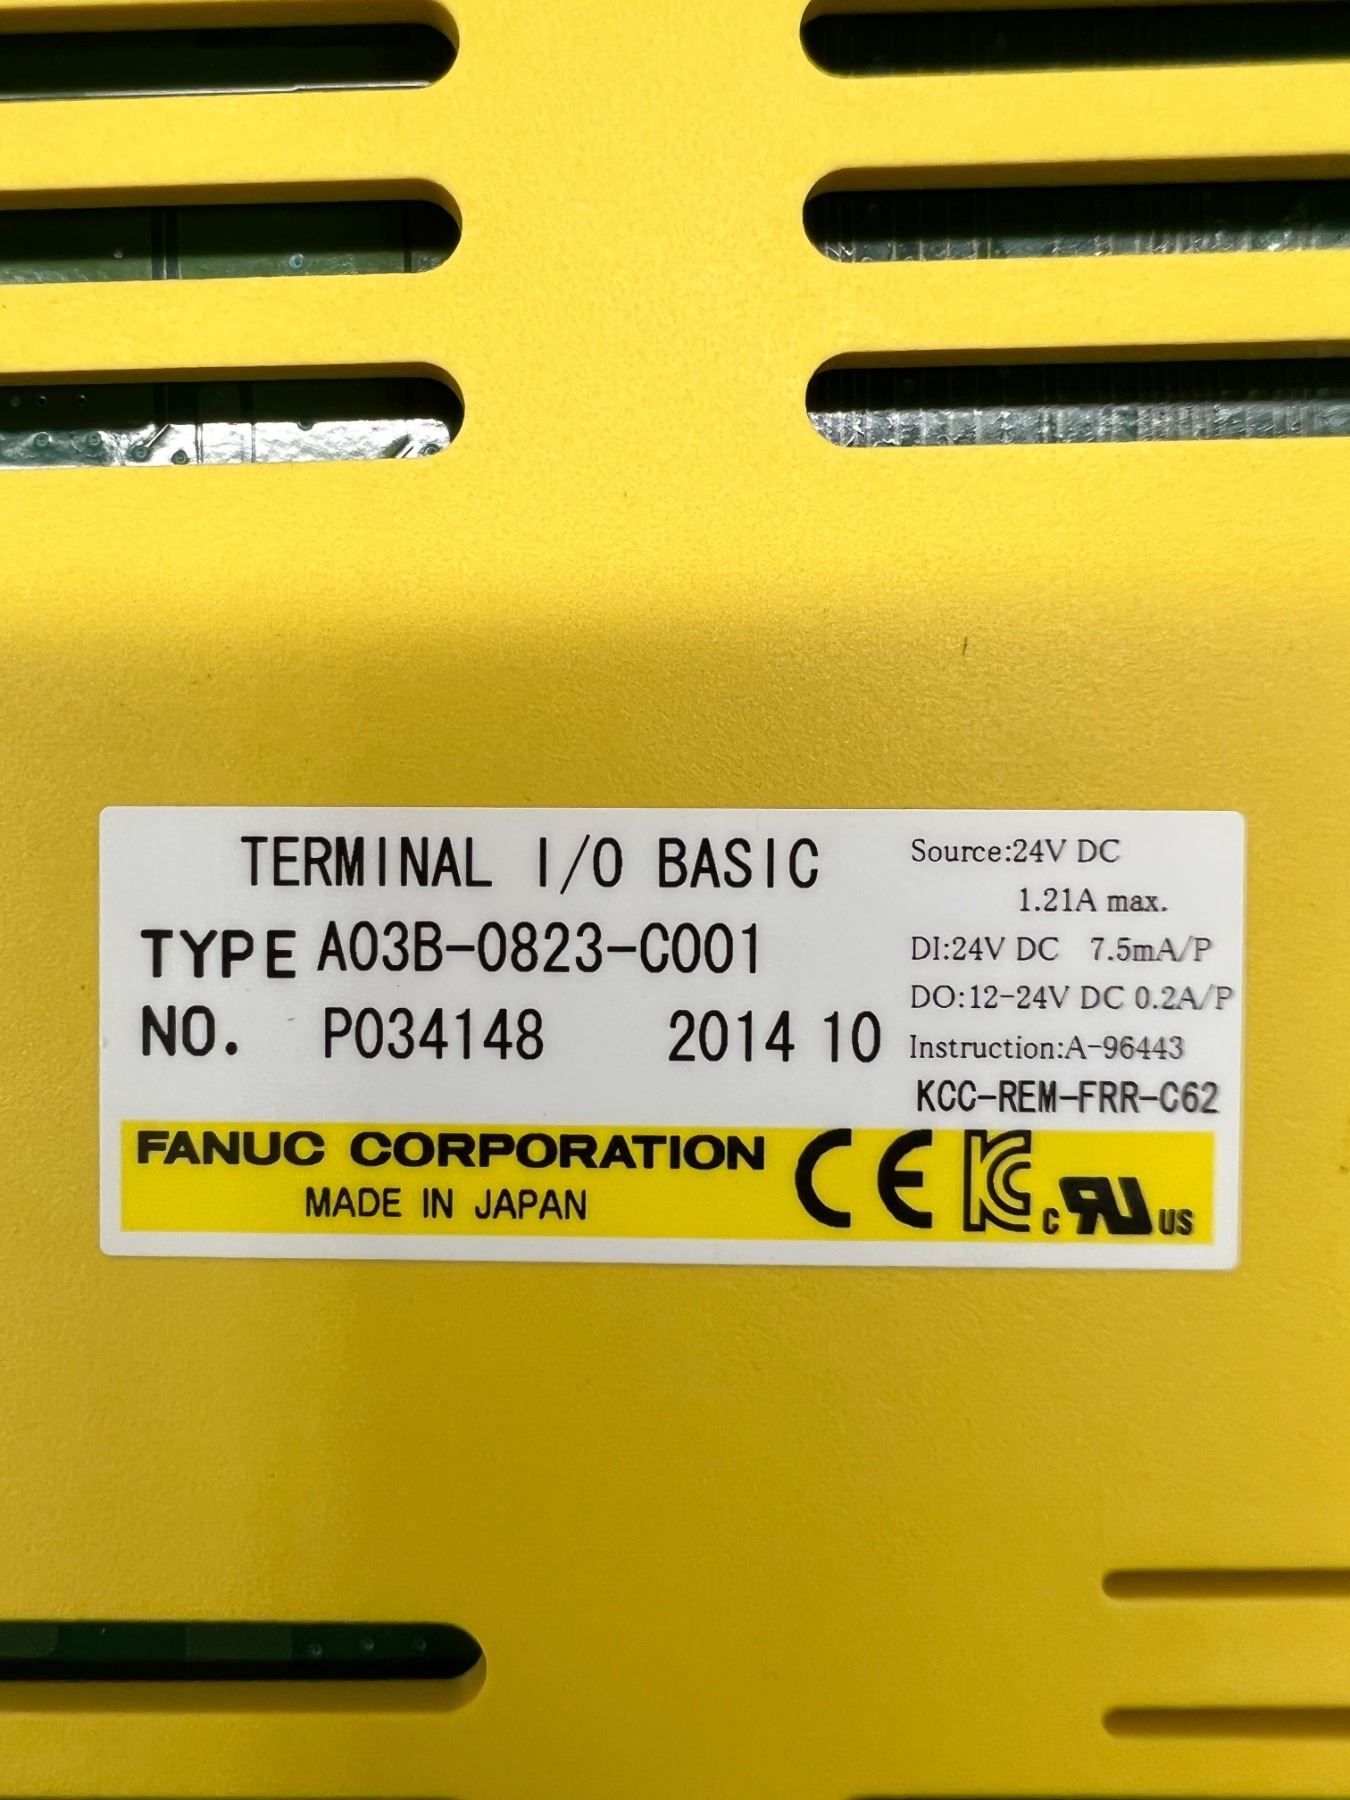 TERMINAL I/O BASIC
TYPE A03B-0823-C001
NO. P034148 2014 10
Source:24V DC
1.21A max.
DI:24V DC 7.5mA/P
DO:12-24V DC 0.2A/P
Instruction:A-96443
KCC-REM-FRR-C62
FANUC CORPORATION
MADE IN JAPAN
CE KC c RU US